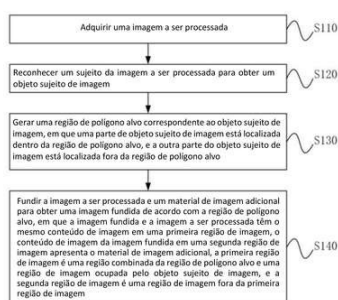 Adquirir uma imagem a ser processada
S110
Reconhecer um sujeito da imagem a ser processada para obter um
objeto sujeito de imagem
S120
Gerar uma região de polígono alvo correspondente ao objeto sujeito de
imagem, em que uma parte de objeto sujeito de imagem está localizada
dentro da região de polígono alvo, e a outra parte do objeto sujeito de
imagem está localizada fora da região de polígono alvo
S130
Fundir a imagem a ser processada e um material de imagem adicional
para obter uma imagem fundida de acordo com a região de polígono
alvo, em que a imagem fundida e a imagem a ser processada têm o
mesmo conteúdo de imagem em uma primeira região de imagem, o
conteúdo de imagem da imagem fundida em uma segunda região de
imagem apresenta o material de imagem adicional, a primeira região
de imagem é uma região combinada da região de polígono alvo e uma
região de imagem ocupada pelo objeto sujeito de imagem, e a
segunda região de imagem é uma região de imagem fora da primeira
região de imagem
S140